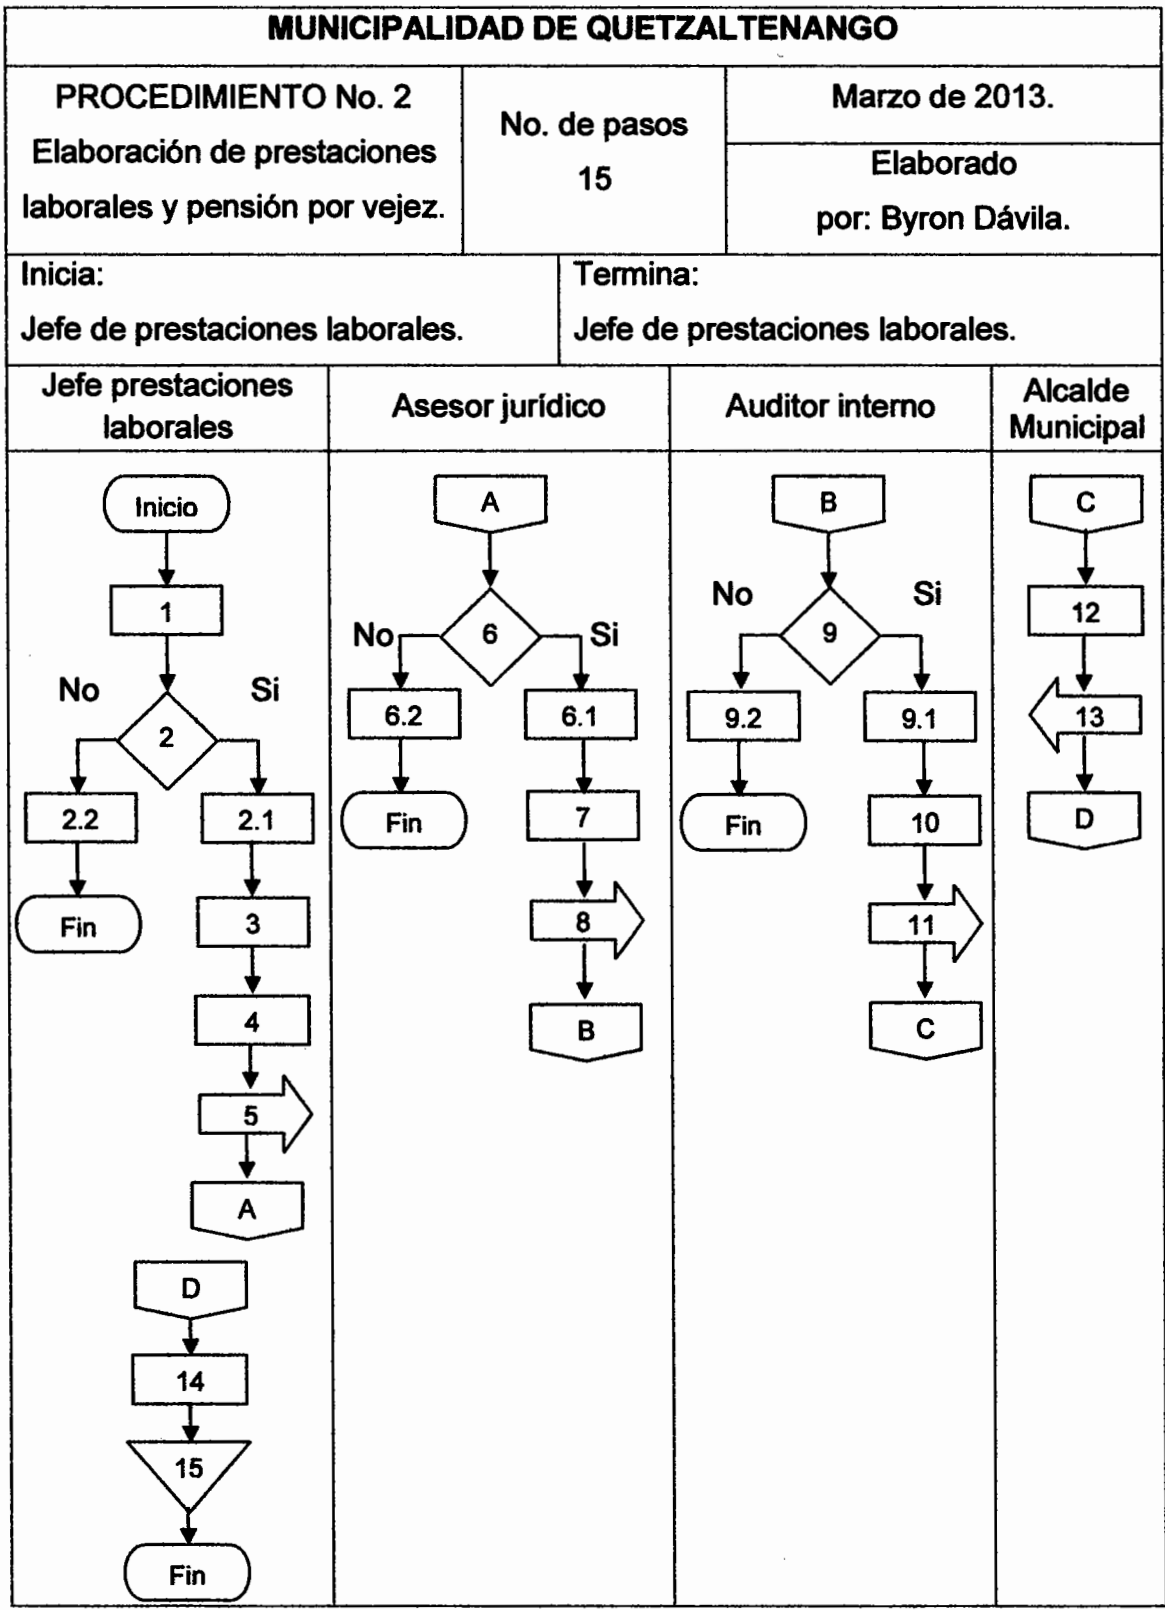 MUNICIPALIDAD DE QUETZALTENANGO
PROCEDIMIENTO No. 2
Elaboración de prestaciones
laborales y pensión por vejez.
No. de pasos
15
Marzo de 2013.
Elaborado
por: Byron Dávila.
Inicia:
Jefe de prestaciones laborales.
Termina:
Jefe de prestaciones laborales.
Jefe prestaciones
laborales
Asesor jurídico
Auditor interno
Alcalde
Municipal
Inicio
1
No
Si
2
2.2
2.1
Fin
3
4
5
A
D
14
15
Fin
A
No
6
Si
6.2
6.1
Fin
7
8
B
B
No
Si
9
9.2
9.1
Fin
10
11
C
C
12
13
D